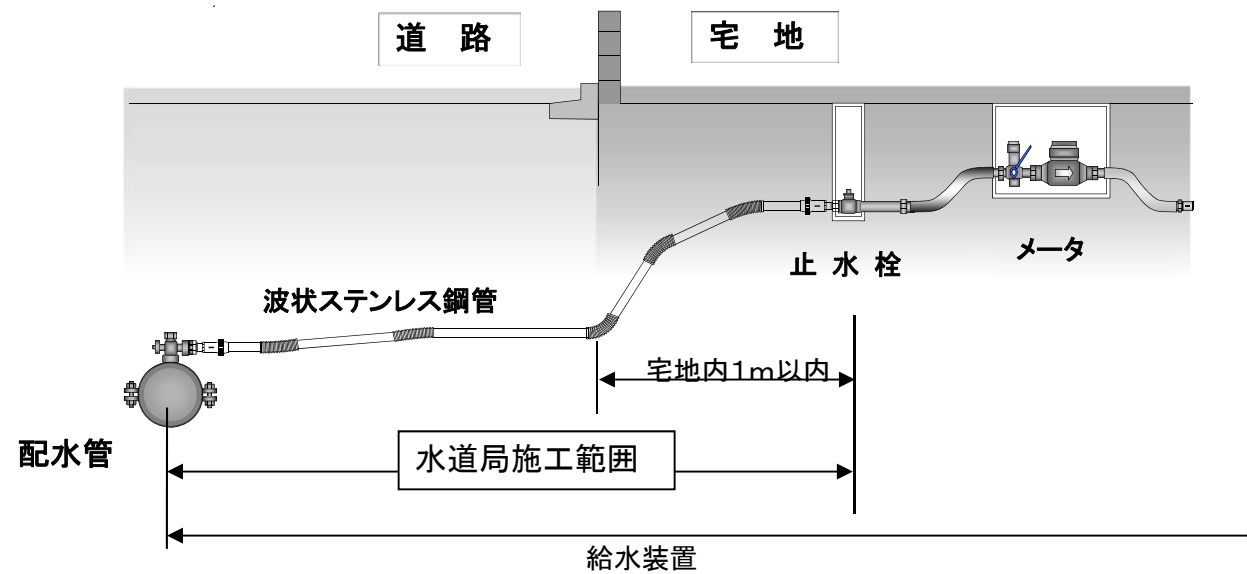 道 路
宅 地
メータ
止 水 栓
波状ステンレス鋼管
宅地内1m以内
配水管
水道局施工範囲
給水装置